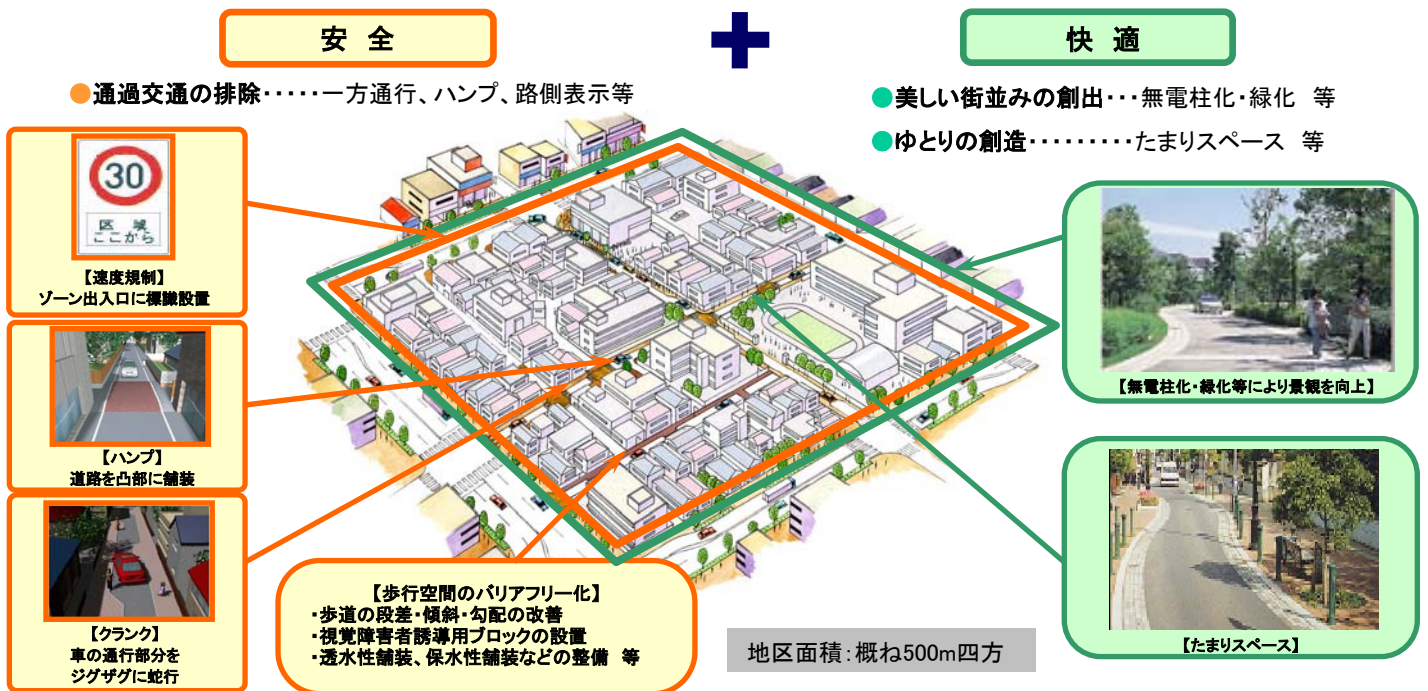 安 全
快 適
●通過交通の排除・・・・・一方通行、ハンプ、路側表示等
●美しい街並みの創出・・・無電柱化・緑化 等
●ゆとりの創造・・・・・・・・・たまりスペース 等
30
区 域
ここから
【速度規制】
ゾーン出入口に標識設置
【ハンプ】
道路を凸部に舗装
【クランク】
車の通行部分を
ジグザグに蛇行
【歩行空間のバリアフリー化】
・歩道の段差・傾斜・勾配の改善
・視覚障害者誘導用ブロックの設置
・透水性舗装、保水性舗装などの整備 等
地区面積：概ね500m四方
【無電柱化・緑化等により景観を向上】
【たまりスペース】